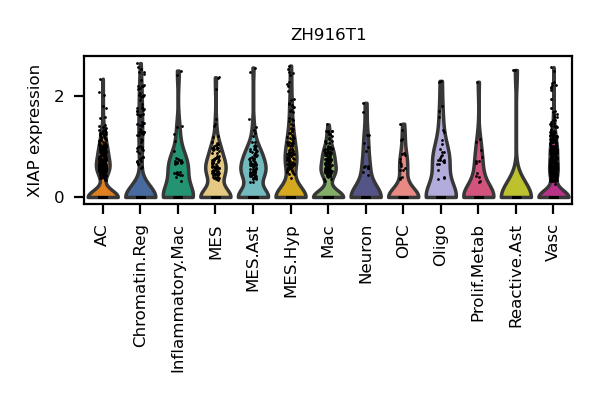 ZH916T1
XIAP expression
2
0
AC
Chromatin.Reg
Inflammatory.Mac
MES
MES.Ast
MES.Hyp
Mac
Neuron
OPC
Oligo
Prolif.Metab
Reactive.Ast
Vasc